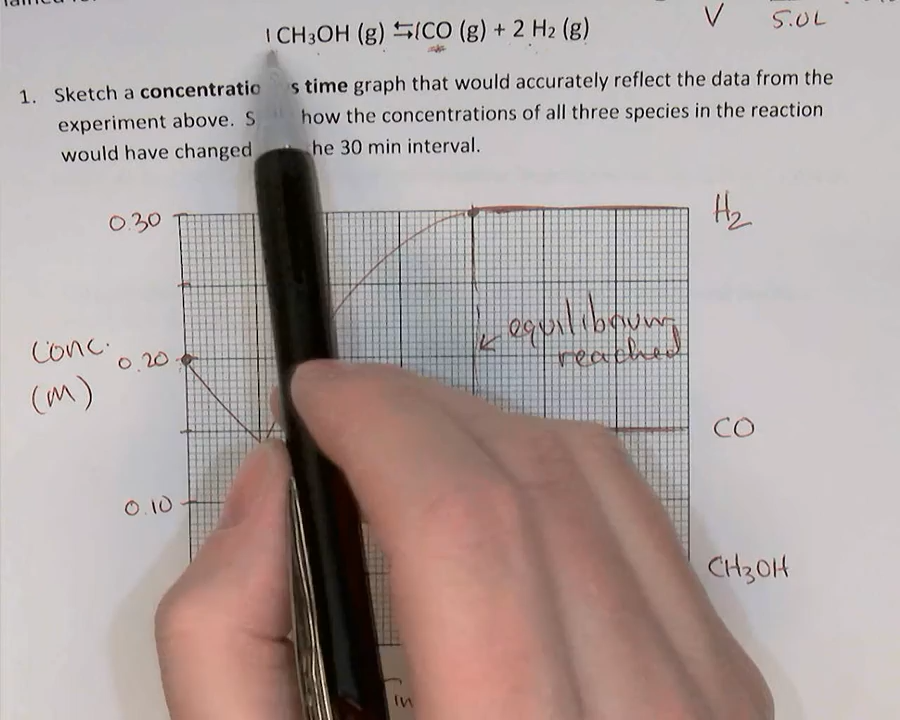 1 CH₃OH (g) ⇆ 1 CO (g) + 2 H₂ (g)
V 5.0L
1. Sketch a concentratio s time graph that would accurately reflect the data from the
experiment above. S how the concentrations of all three species in the reaction
would have changed he 30 min interval.
0.30
H₂
equilibrium
reached
Conc.
(M)
0.20
CO
0.10
CH₃OH